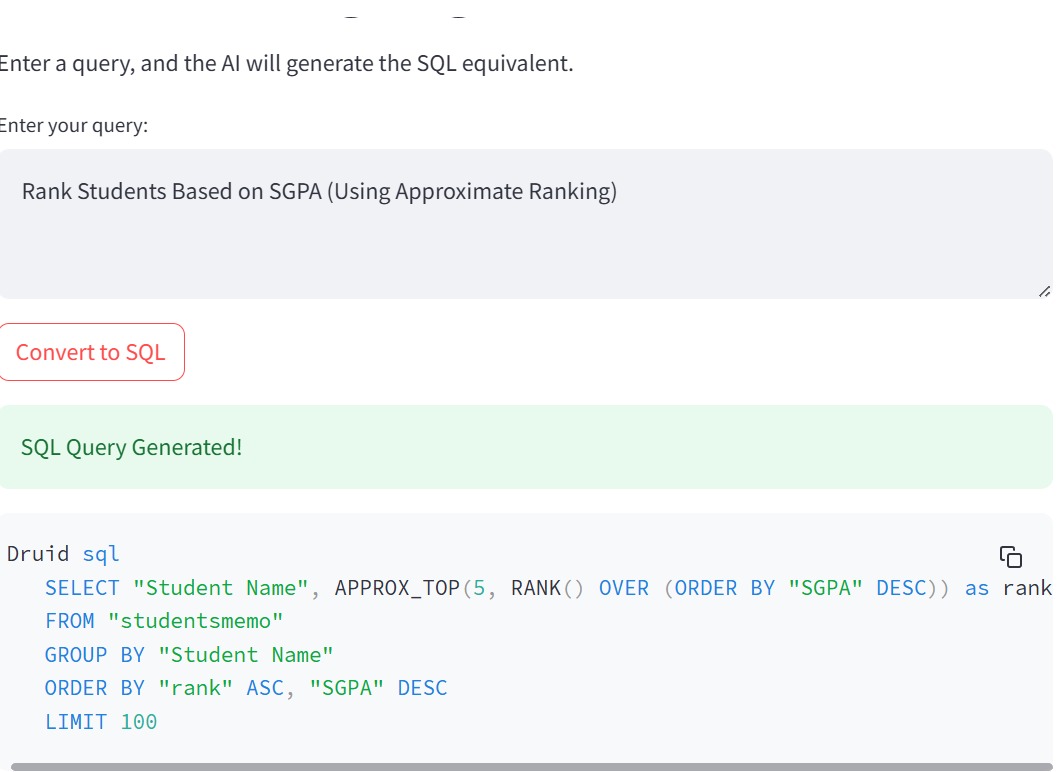 Enter a query, and the AI will generate the SQL equivalent.
Enter your query:
Rank Students Based on SGPA (Using Approximate Ranking)
Convert to SQL
SQL Query Generated!
Druid sql
SELECT "Student Name", APPROX_TOP(5, RANK() OVER (ORDER BY "SGPA" DESC)) as rank
FROM "studentsmemo"
GROUP BY "Student Name"
ORDER BY "rank" ASC, "SGPA" DESC
LIMIT 100